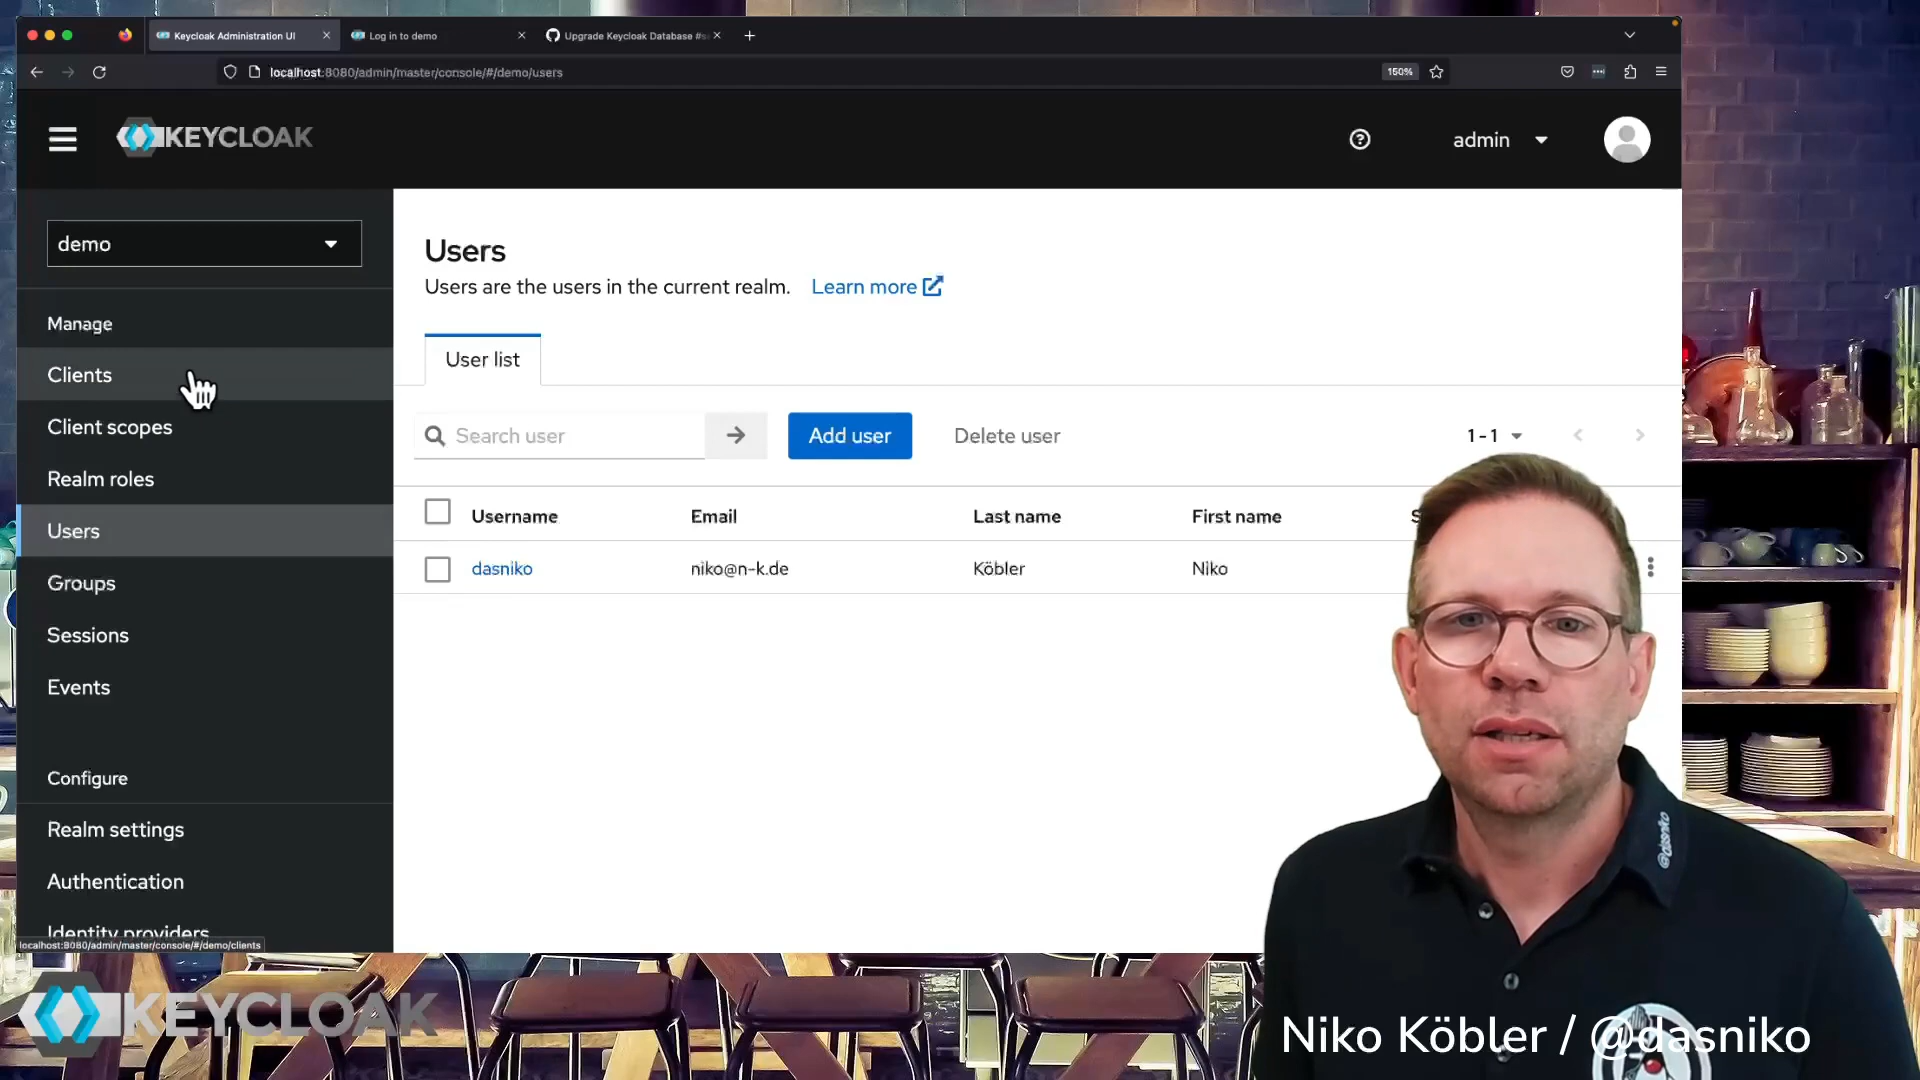 Keycloak Administration UI
Log in to demo
Upgrade Keycloak Database
localhost:8080/admin/master/console/#/demo/users
150%
KEYCLOAK
admin
demo
Manage
Clients
Client scopes
Realm roles
Users
Groups
Sessions
Events
Configure
Realm settings
Authentication
Identity providers
localhost:8080/admin/master/console/#/demo/clients
Users
Users are the users in the current realm. Learn more
User list
Search user
Add user
Delete user
1 - 1
Username Email Last name First name
dasniko niko@n-k.de Köbler Niko
@dasniko
KEYCLOAK
Niko Köbler / @dasniko